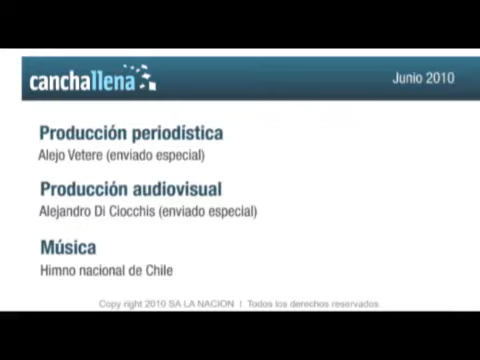 canchallena
Junio 2010
Producción periodística
Alejo Vetere (enviado especial)
Producción audiovisual
Alejandro Di Ciocchis (enviado especial)
Música
Himno nacional de Chile
Copy right 2010 SA LA NACION | Todos los derechos reservados